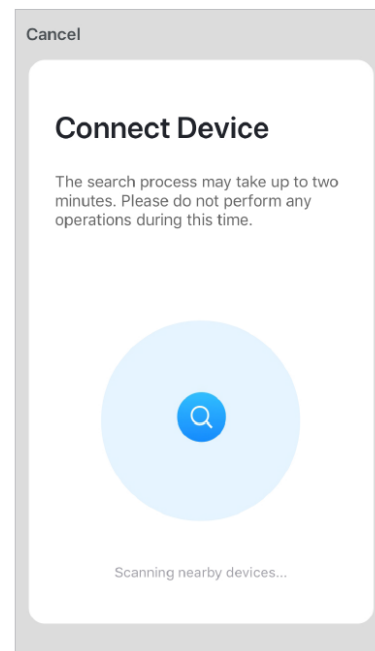 Cancel
Connect Device
The search process may take up to two
minutes. Please do not perform any
operations during this time.
Scanning nearby devices...